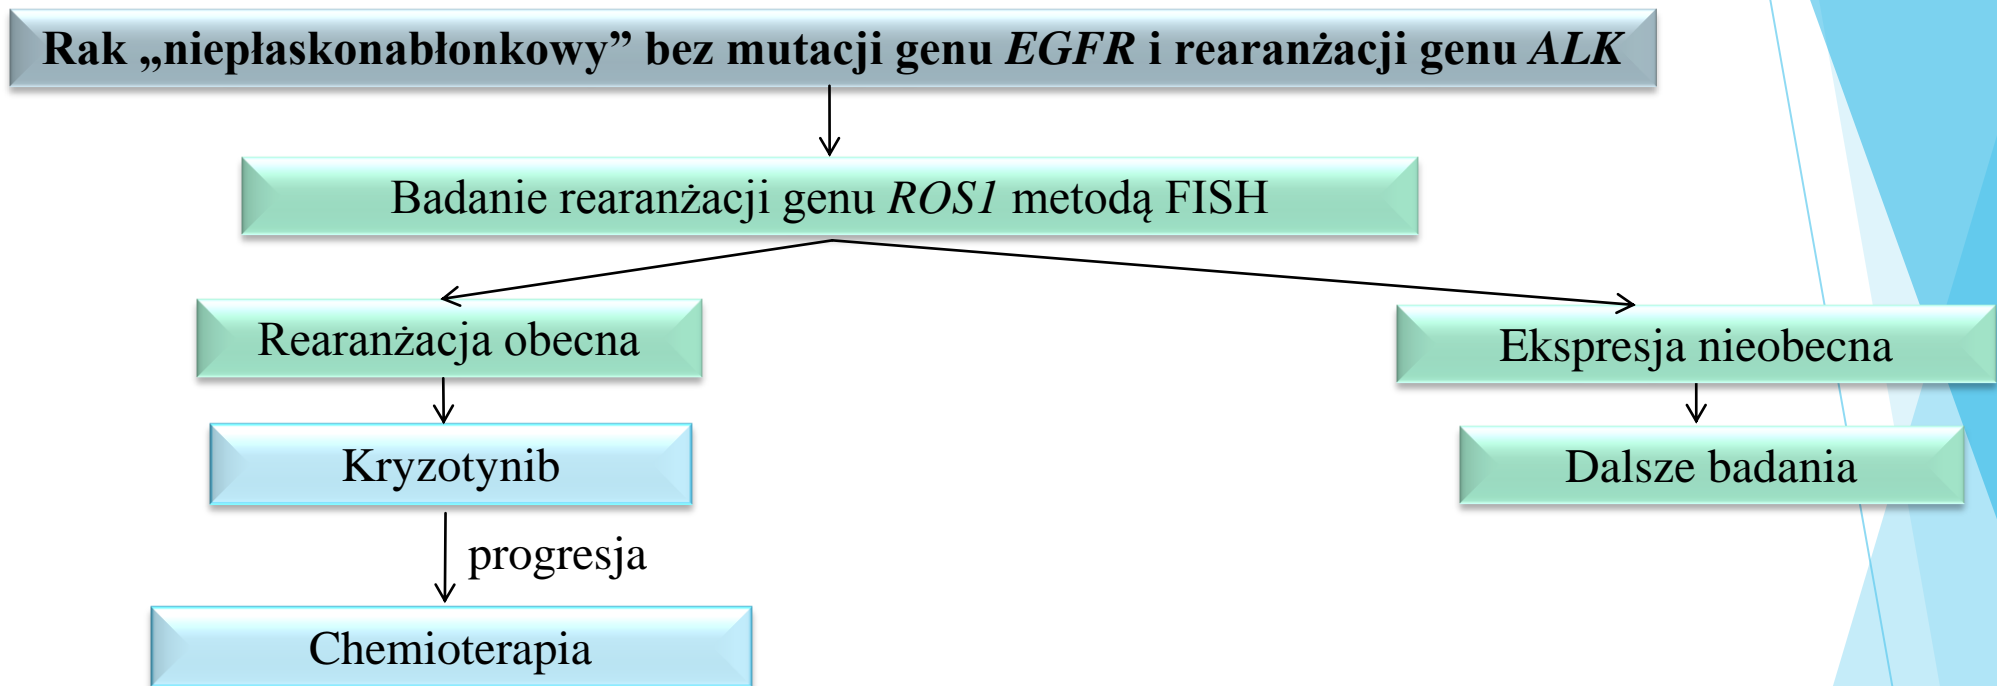 Rak „niepłaskonabłonkowy” bez mutacji genu EGFR i rearanżacji genu ALK
Badanie rearanżacji genu ROS1 metodą FISH
Rearanżacja obecna
Ekspresja nieobecna
Kryzotynib
Dalsze badania
progresja
Chemioterapia